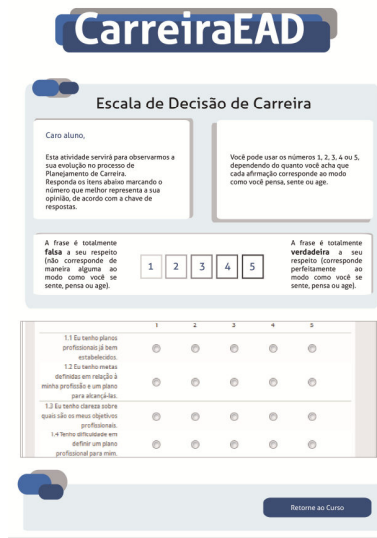 CarreiraEAD
Escala de Decisão de Carreira
Caro aluno,
Esta atividade servirá para observarmos a
sua evolução no processo de
Planejamento de Carreira.
Responda os itens abaixo marcando o
número que melhor representa a sua
opinião, de acordo com a chave de
respostas.
Você pode usar os números 1, 2, 3, 4 ou 5,
dependendo do quanto você acha que
cada afirmação corresponde ao modo
como você pensa, sente ou age.
A frase é totalmente
falsa a seu respeito
(não corresponde de
maneira alguma ao
modo como você se
sente, pensa ou age).
1 2 3 4 5
A frase é totalmente
verdadeira a seu
respeito (corresponde
perfeitamente ao
modo como você se
sente, pensa ou age).
1 2 3 4 5
1.1 Eu tenho planos
profissionais já bem
estabelecidos.
1.2 Eu tenho metas
definidas em relação à
minha profissão e um plano
para alcançá-las.
1.3 Eu tenho clareza sobre
quais são os meus objetivos
profissionais.
1.4 Tenho dificuldade em
definir um plano
profissional para mim.
Retorne ao Curso